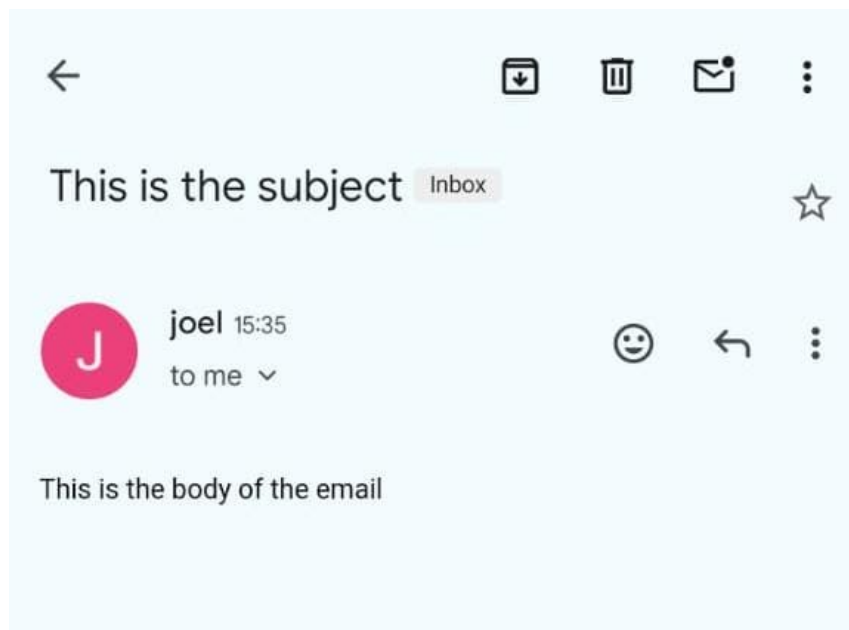 This is the subject Inbox
J
joel 15:35
to me
This is the body of the email